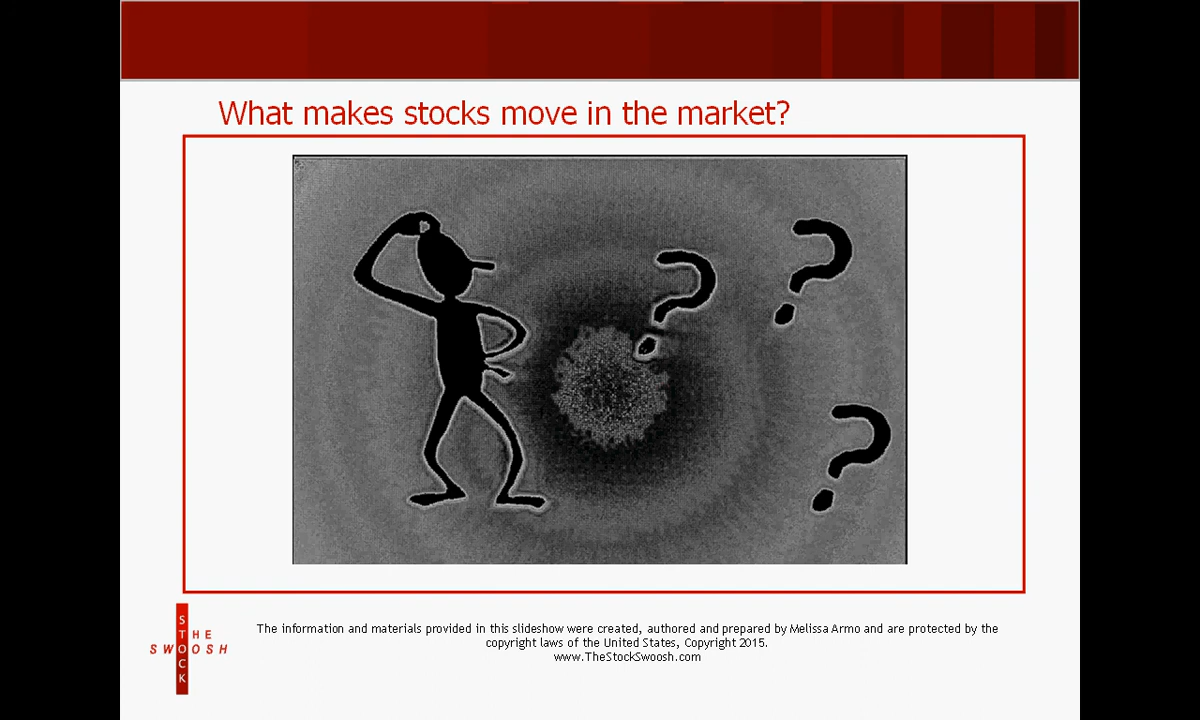 What makes stocks move in the market?
? ? ?
STOCK
THE
SWOOSH
The information and materials provided in this slideshow were created, authored and prepared by Melissa Armo and are protected by the
copyright laws of the United States, Copyright 2015.
www.TheStockSwoosh.com